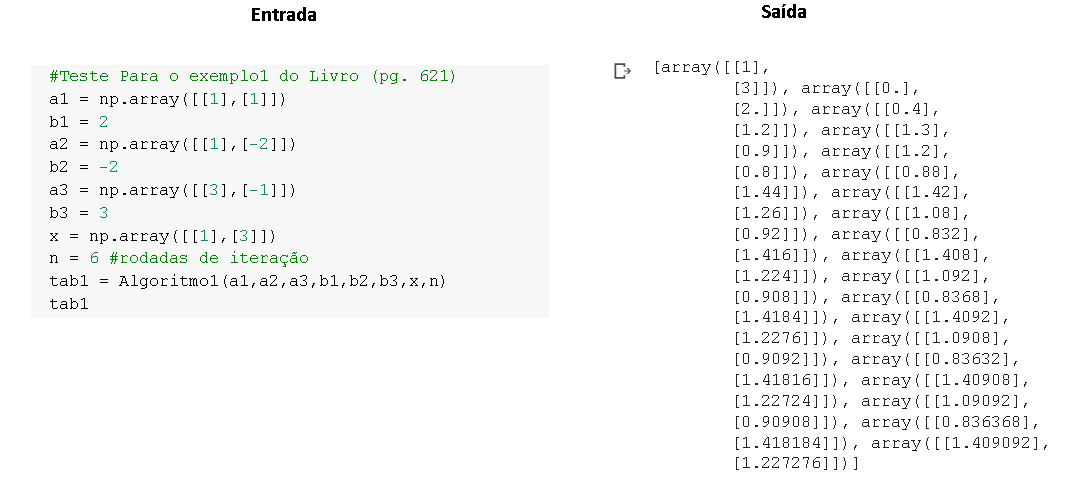 Entrada
#Teste Para o exemplo1 do Livro (pg. 621)
a1 = np.array([[1],[1]])
b1 = 2
a2 = np.array([[1],[-2]])
b2 = -2
a3 = np.array([[3],[-1]])
b3 = 3
x = np.array([[1],[3]])
n = 6 #rodadas de iteração
tab1 = Algoritmo1(a1,a2,a3,b1,b2,b3,x,n)
tab1
Saída
[array([[1],
[3]]), array([[0.],
[2.]]), array([[0.4],
[1.2]]), array([[1.3],
[0.9]]), array([[1.2],
[0.8]]), array([[0.88],
[1.44]]), array([[1.42],
[1.26]]), array([[1.08],
[0.92]]), array([[0.832],
[1.416]]), array([[1.408],
[1.224]]), array([[1.092],
[0.908]]), array([[0.8368],
[1.4184]]), array([[1.4092],
[1.2276]]), array([[1.0908],
[0.9092]]), array([[0.83632],
[1.41816]]), array([[1.40908],
[1.22724]]), array([[1.09092],
[0.90908]]), array([[0.836368],
[1.418184]]), array([[1.409092],
[1.227276]])]